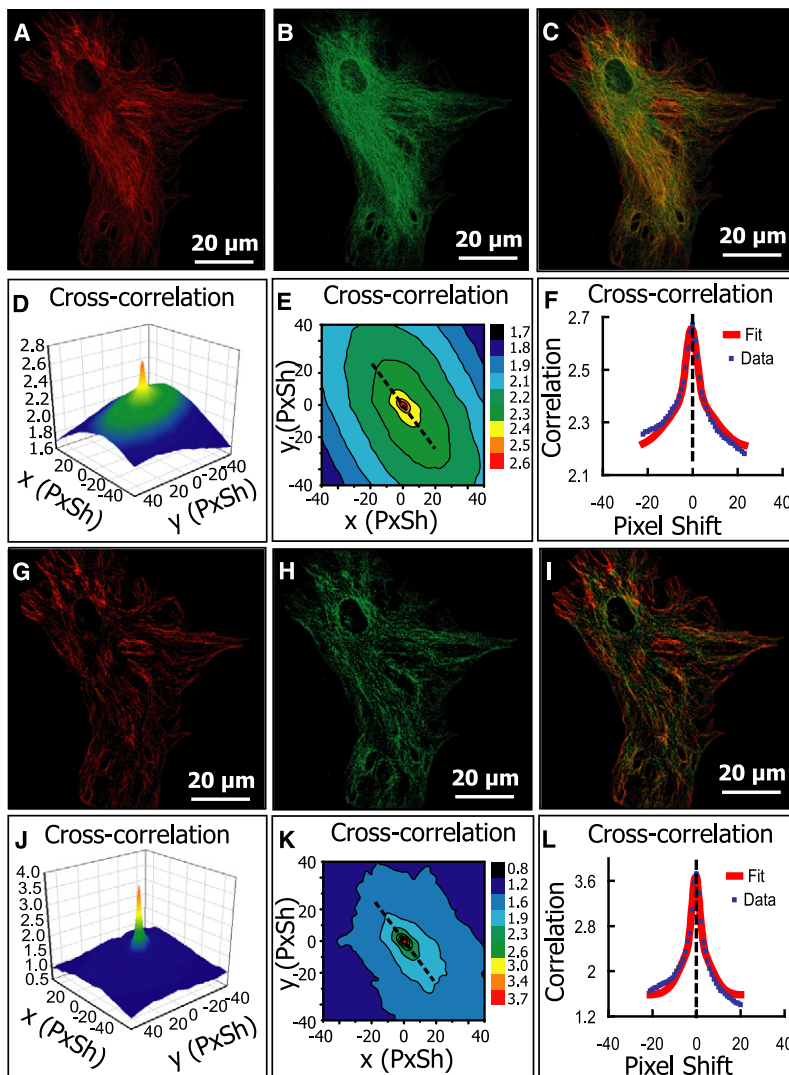 A
20 µm
B
20 µm
C
20 µm
D
Cross-correlation
2.8
2.6
2.4
2.2
2.0
1.8
1.6
20
0
-20
-40
40
20
0
-20
-40
x (PxSh)
y (PxSh)
E
Cross-correlation
40
20
0
-20
-40
-40
-20
0
20
40
y (PxSh)
x (PxSh)
1.7
1.8
1.9
2.1
2.2
2.3
2.4
2.5
2.6
F
Cross-correlation
2.7
2.5
2.3
2.1
-40
-20
0
20
40
Correlation
Pixel Shift
Fit
Data
G
20 µm
H
20 µm
I
20 µm
J
Cross-correlation
4.0
3.5
3.0
2.5
2.0
1.5
1.0
0.5
20
0
-20
-40
40
20
0
-20
-40
x (PxSh)
y (PxSh)
K
Cross-correlation
40
20
0
-20
-40
-40
-20
0
20
40
y (PxSh)
x (PxSh)
0.8
1.2
1.6
1.9
2.3
2.6
3.0
3.4
3.7
L
Cross-correlation
3.6
2.8
2
1.2
-40
-20
0
20
40
Correlation
Pixel Shift
Fit
Data